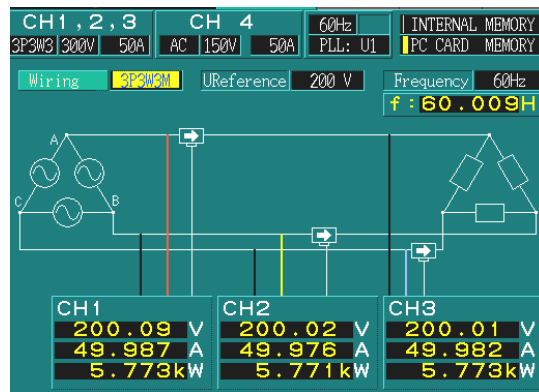 CH1,2,3 CH 4 60Hz INTERNAL MEMORY
3P3W3 300V 50A AC 150V 50A PLL: U1 PC CARD MEMORY
Wiring 3P3W3M UReference 200 V Frequency 60Hz
f:60.009H
A
C B
CH1 CH2 CH3
200.09 V 200.02 V 200.01 V
49.987 A 49.976 A 49.982 A
5.773kW 5.771kW 5.773kW